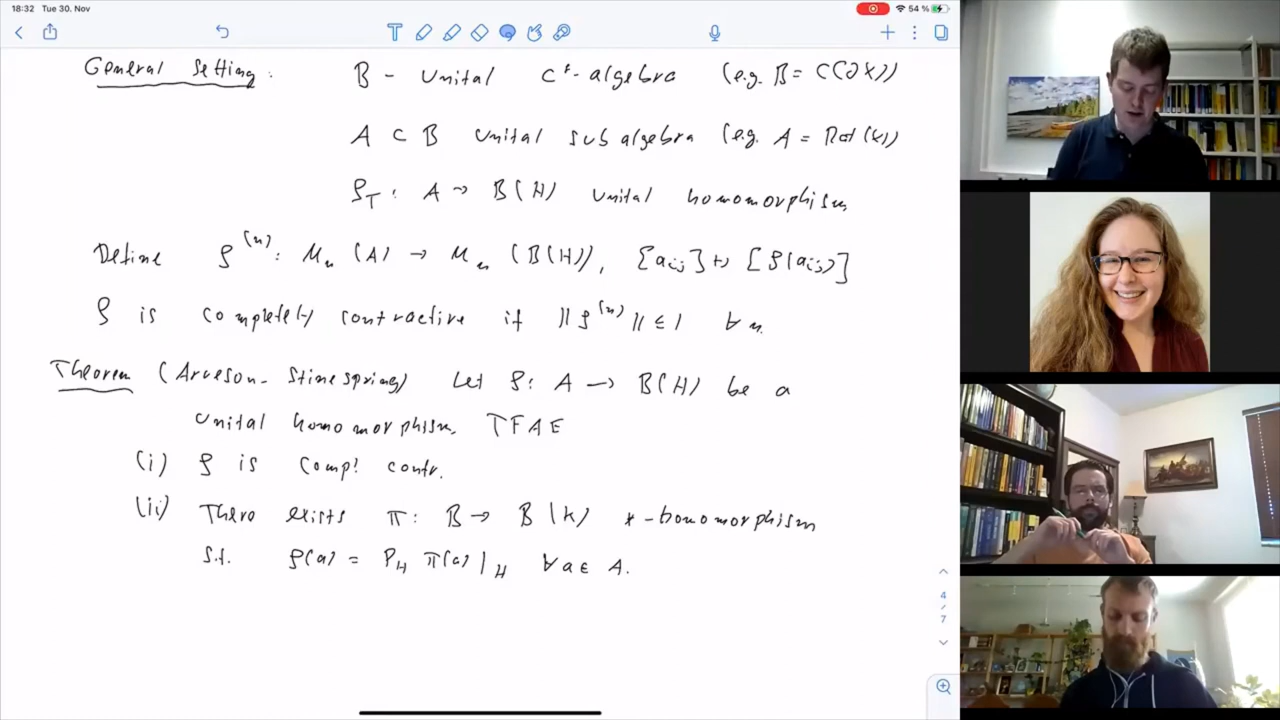 18:32 Tue 30. Nov
54 %
General Setting: B - unital C*-algebra (e.g. B = C(∂X))
A ⊂ B unital subalgebra (e.g. A = Rat(X))
ρ_T : A → B(H) unital homomorphism
Define ρ^(n): M_n (A) → M_n (B(H)), [a_ij] ↦ [ρ(a_ij)]
ρ is completely contractive if ||ρ^(n)|| ≤ 1 ∀ n.
Theorem (Arveson-Stinespring) Let ρ: A → B(H) be a
unital homomorphism. TFAE
(i) ρ is compl. contr.
(ii) There exists π: B → B(K) *-homomorphism
s.t. ρ(a) = P_H π(a)|_H ∀ a ∈ A.
4
/
7